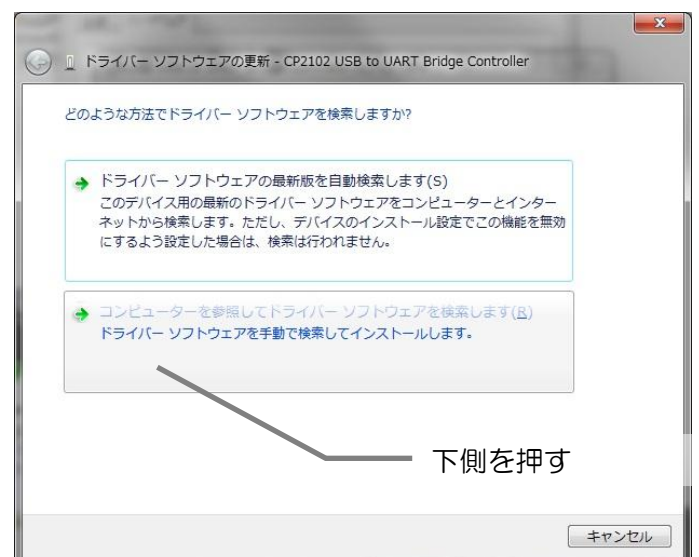 ドライバー ソフトウェアの更新 - CP2102 USB to UART Bridge Controller
どのような方法でドライバー ソフトウェアを検索しますか?
ドライバー ソフトウェアの最新版を自動検索します(S)
このデバイス用の最新のドライバー ソフトウェアをコンピューターとインター
ネットから検索します。ただし、デバイスのインストール設定でこの機能を無効
にするよう設定した場合は、検索は行われません。
コンピューターを参照してドライバー ソフトウェアを検索します(R)
ドライバー ソフトウェアを手動で検索してインストールします。
下側を押す
キャンセル